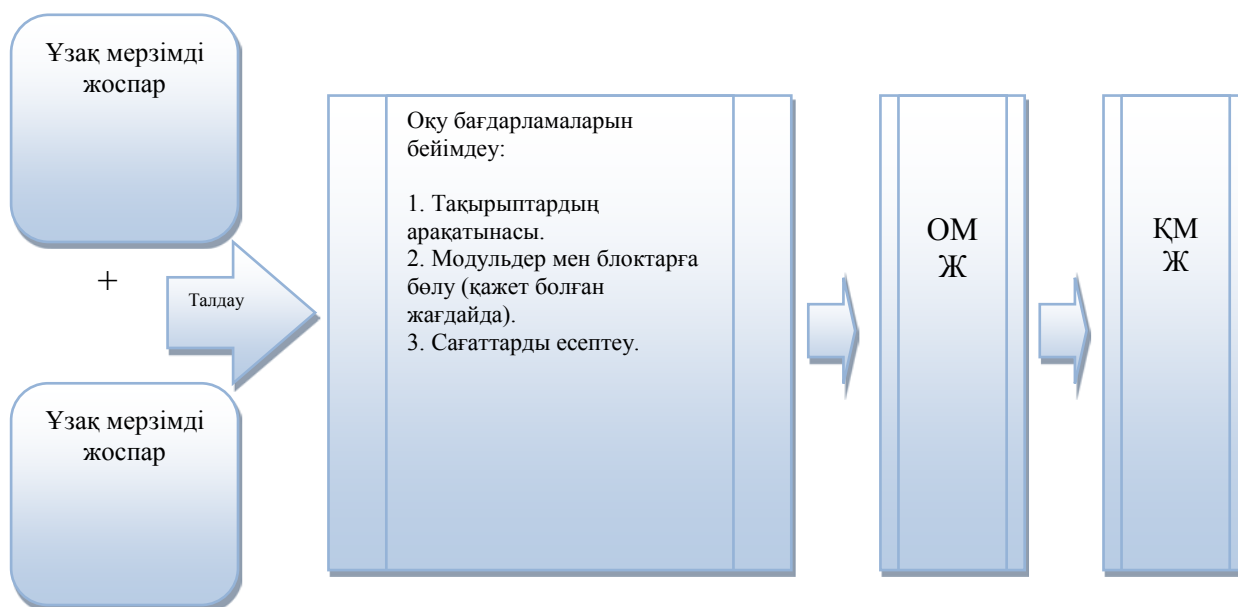 Ұзақ мерзімді
жоспар
+
Ұзақ мерзімді
жоспар
Талдау
Оқу бағдарламаларын
бейімдеу:
1. Тақырыптардың
арақатынасы.
2. Модульдер мен блоктарға
бөлу (қажет болған
жағдайда).
3. Сағаттарды есептеу.
ОМ
Ж
ҚМ
Ж